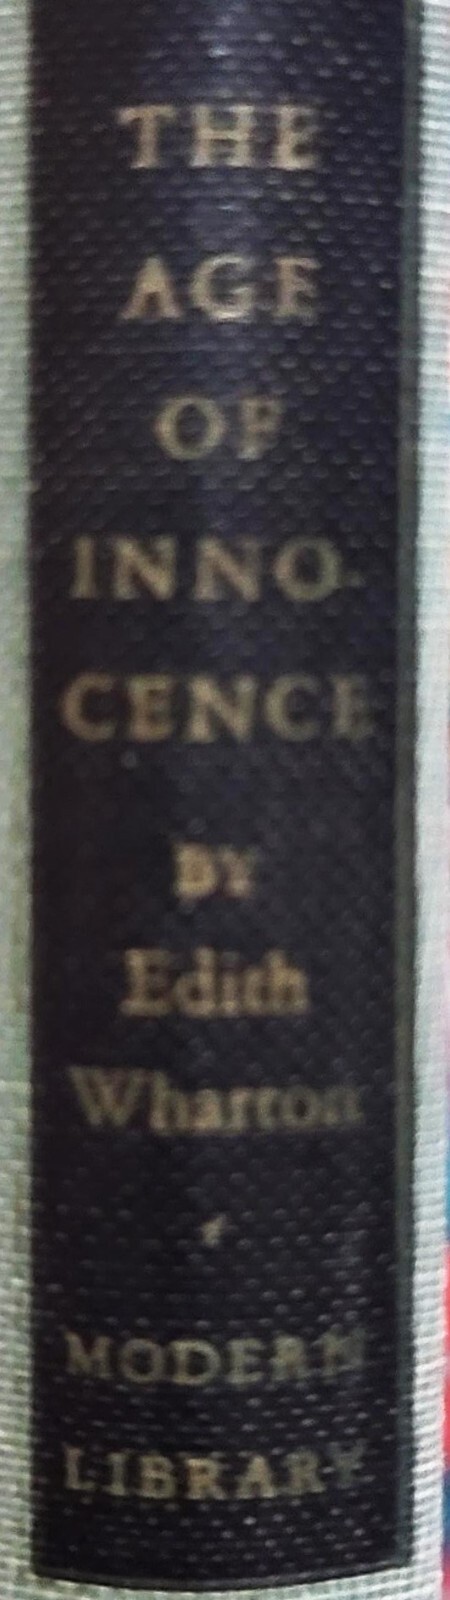 THE
AGE
OF
INNO-
CENCE
BY
Edith
Wharton
MODERN
LIBRARY